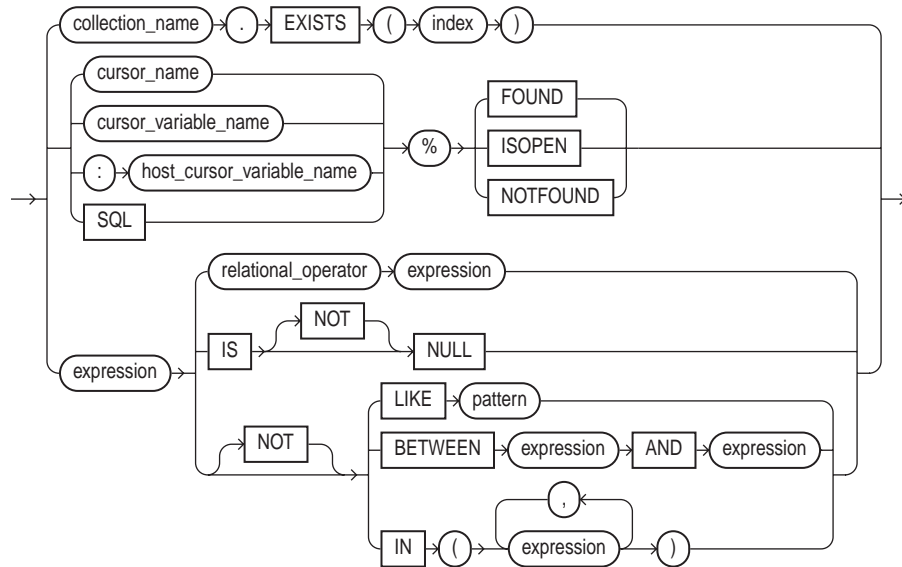 collection_name . EXISTS ( index )
cursor_name
cursor_variable_name
: host_cursor_variable_name
SQL
%
FOUND
ISOPEN
NOTFOUND
expression
relational_operator expression
IS NOT NULL
NOT
LIKE pattern
BETWEEN expression AND expression
,
IN ( expression )